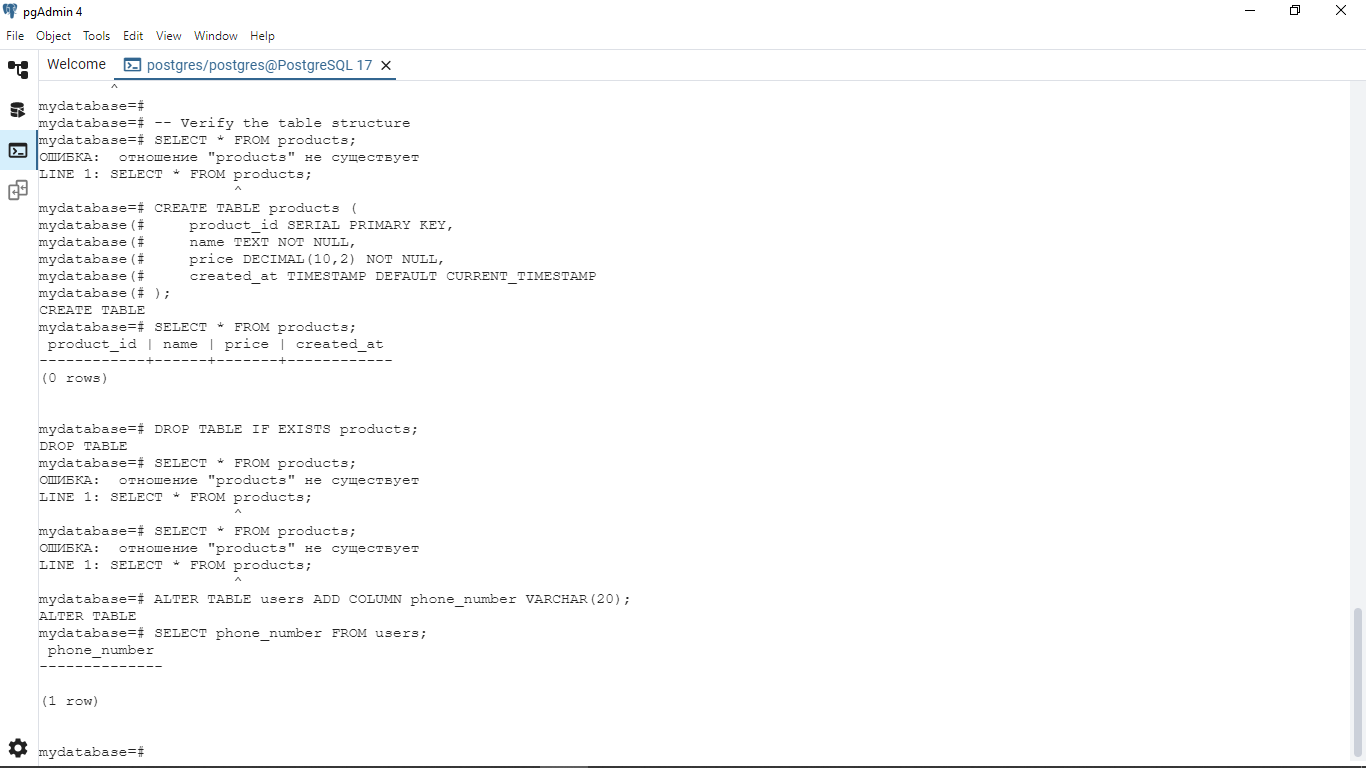 pgAdmin 4
File Object Tools Edit View Window Help
Welcome postgres/postgres@PostgreSQL 17
^
mydatabase=#
mydatabase=# -- Verify the table structure
mydatabase=# SELECT * FROM products;
ОШИБКА:  отношение "products" не существует
LINE 1: SELECT * FROM products;
^
mydatabase=# CREATE TABLE products (
mydatabase(#     product_id SERIAL PRIMARY KEY,
mydatabase(#     name TEXT NOT NULL,
mydatabase(#     price DECIMAL(10,2) NOT NULL,
mydatabase(#     created_at TIMESTAMP DEFAULT CURRENT_TIMESTAMP
mydatabase(# );
CREATE TABLE
mydatabase=# SELECT * FROM products;
 product_id | name | price | created_at
------------+------+-------+------------
(0 rows)
mydatabase=# DROP TABLE IF EXISTS products;
DROP TABLE
mydatabase=# SELECT * FROM products;
ОШИБКА:  отношение "products" не существует
LINE 1: SELECT * FROM products;
^
mydatabase=# SELECT * FROM products;
ОШИБКА:  отношение "products" не существует
LINE 1: SELECT * FROM products;
^
mydatabase=# ALTER TABLE users ADD COLUMN phone_number VARCHAR(20);
ALTER TABLE
mydatabase=# SELECT phone_number FROM users;
 phone_number
--------------
(1 row)
mydatabase=#